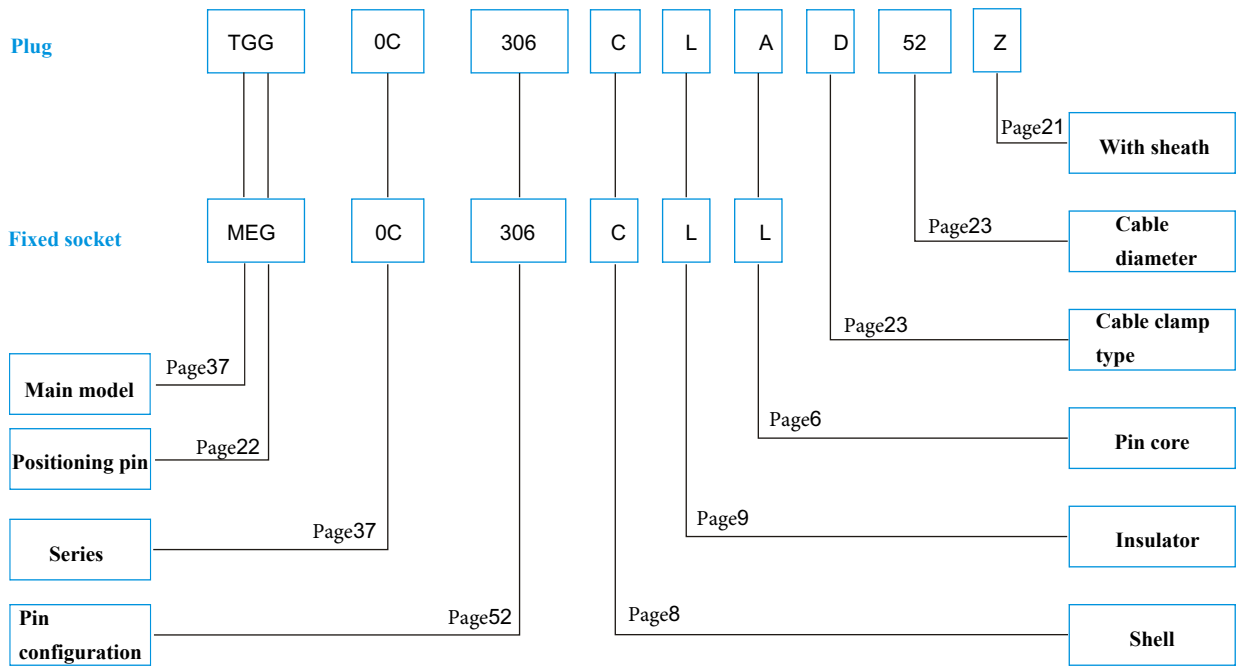 Plug TGG 0C 306 C L A D 52 Z
Page21 With sheath
Fixed socket MEG 0C 306 C L L
Page23 Cable
diameter
Page23 Cable clamp
type
Main model Page37
Page6 Pin core
Positioning pin Page22
Series Page37
Page9 Insulator
Pin
configuration Page52
Page8 Shell